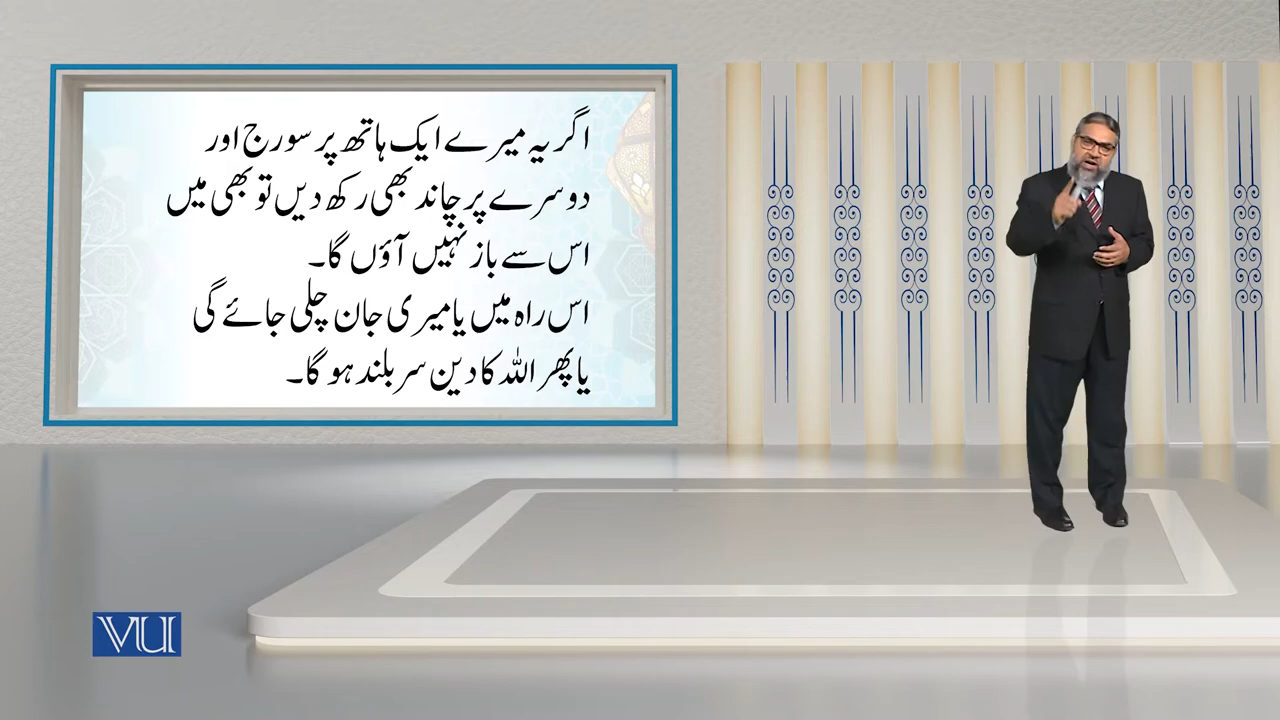 اگر یہ میرے ایک ہاتھ پر سورج اور
دوسرے پر چاند بھی رکھ دیں تو بھی میں
اس سے باز نہیں آؤں گا۔
اس راہ میں یا میری جان چلی جائے گی
یا پھر اللہ کا دین سربلند ہو گا۔
VU